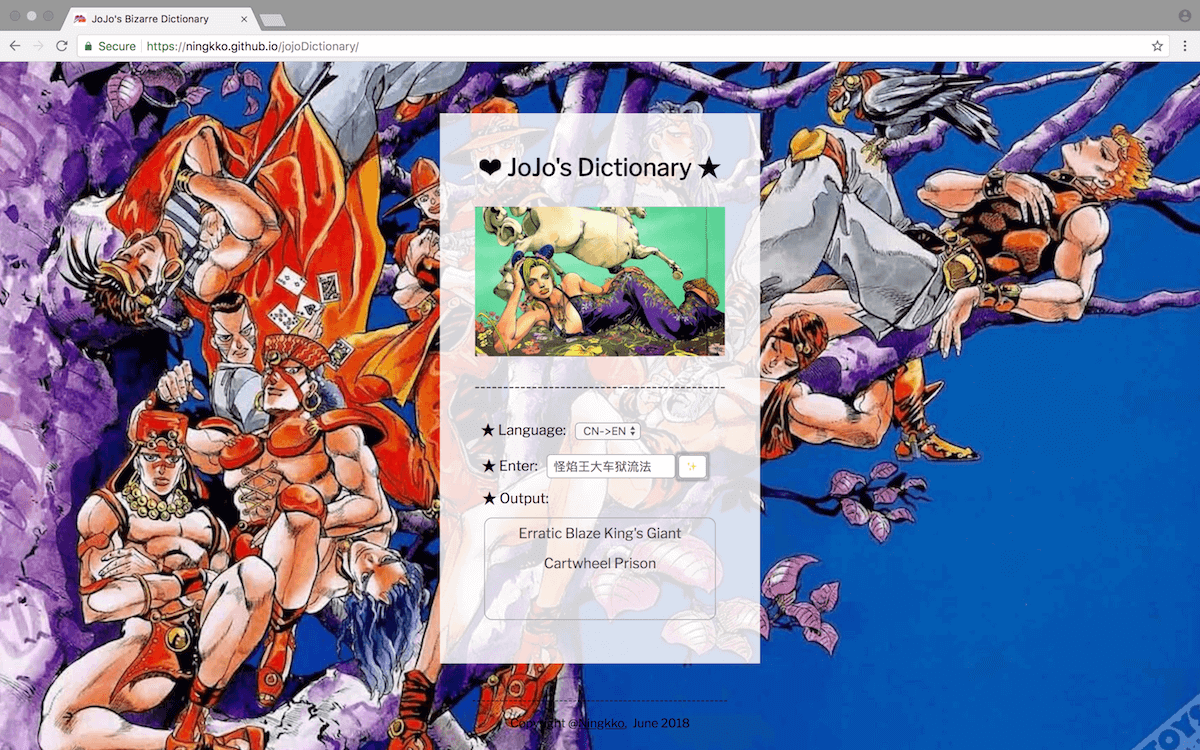 JoJo's Bizarre Dictionary
Secure https://ningkko.github.io/jojoDictionary/
❤ JoJo's Dictionary ★
★ Language: CN->EN
★ Enter: 怪焰王大车狱流法 ✨
★ Output:
Erratic Blaze King's Giant
Cartwheel Prison
Copyright @Ningkko, June 2018